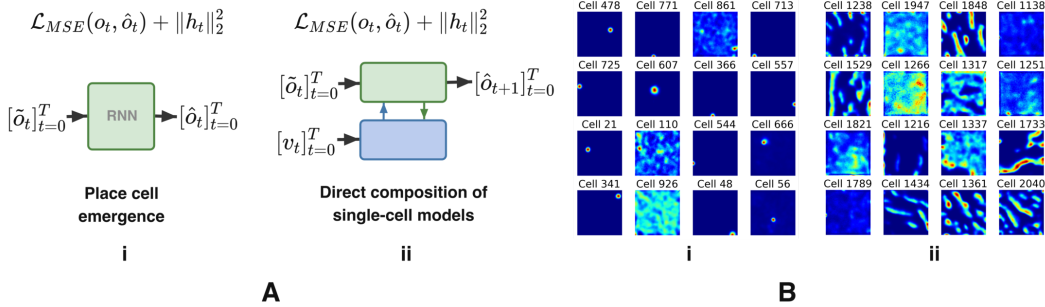 ℒ_MSE(o_t, ô_t) + ‖h_t‖²₂
[õ_t]ᵀ_{t=0}
RNN
[ô_t]ᵀ_{t=0}
Place cell
emergence
i
ℒ_MSE(o_t, ô_t) + ‖h_t‖²₂
[õ_t]ᵀ_{t=0}
[ô_{t+1}]ᵀ_{t=0}
[v_t]ᵀ_{t=0}
Direct composition of
single-cell models
ii
A
Cell 478 Cell 771 Cell 861 Cell 713
Cell 725 Cell 607 Cell 366 Cell 557
Cell 21 Cell 110 Cell 544 Cell 666
Cell 341 Cell 926 Cell 48 Cell 56
i
Cell 1238 Cell 1947 Cell 1848 Cell 1138
Cell 1529 Cell 1266 Cell 1317 Cell 1251
Cell 1821 Cell 1216 Cell 1337 Cell 1733
Cell 1789 Cell 1434 Cell 1361 Cell 2040
ii
B